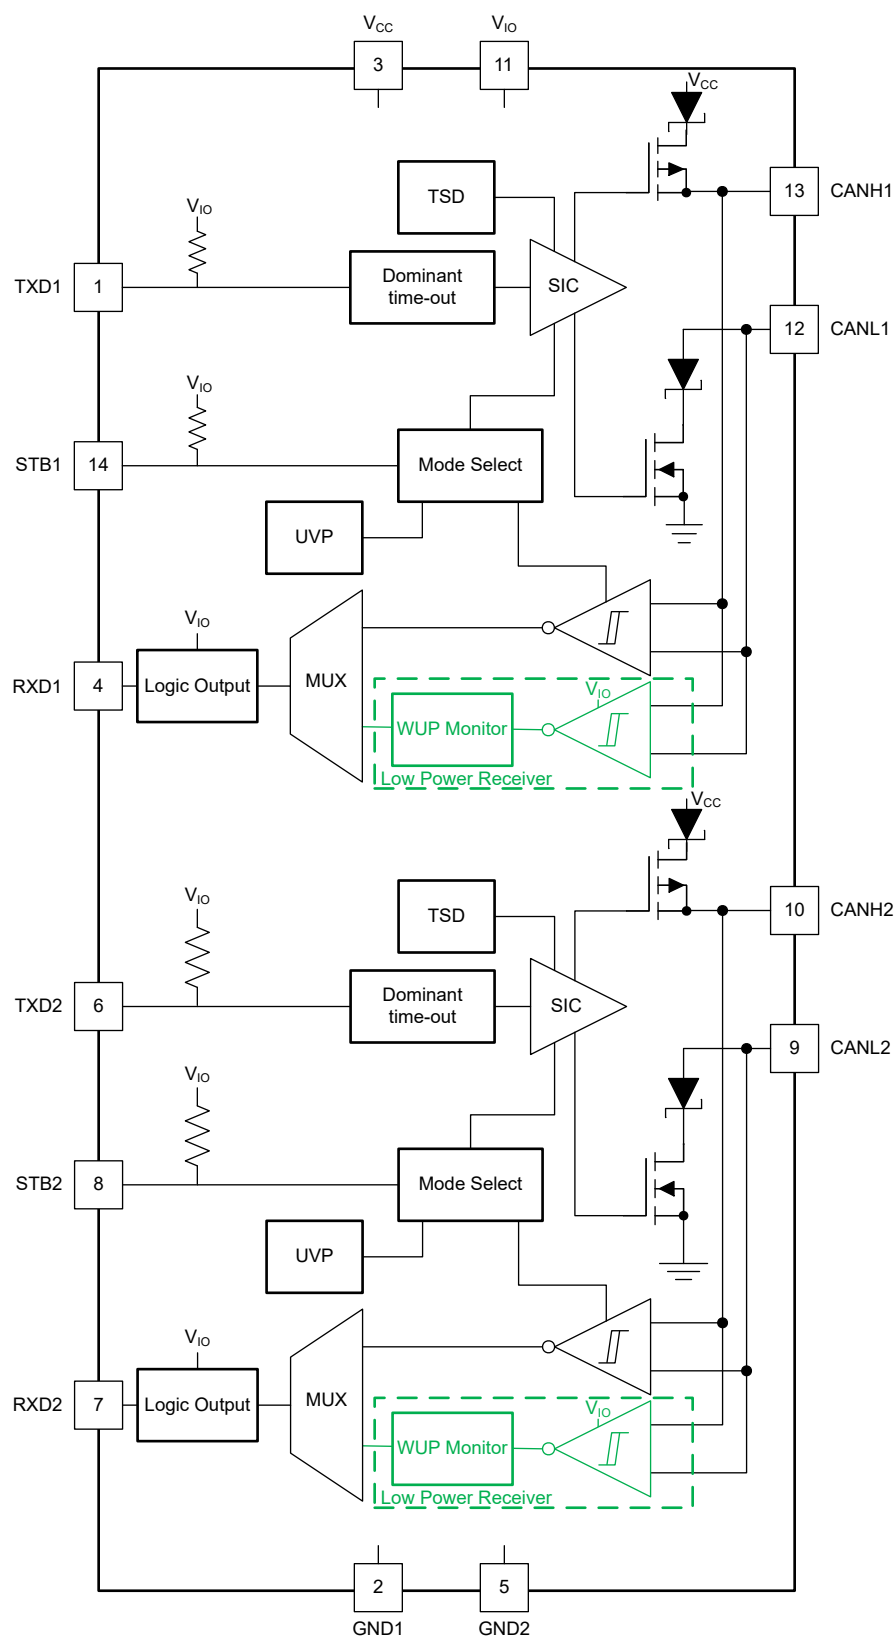 VCC
VIO
3
11
VCC
TSD
13
CANH1
VIO
TXD1
1
Dominant
time-out
SIC
12
CANL1
VIO
STB1
14
Mode Select
UVP
VIO
RXD1
4
Logic Output
MUX
VIO
WUP Monitor
Low Power Receiver
VCC
VIO
TSD
10
CANH2
TXD2
6
Dominant
time-out
SIC
9
CANL2
VIO
STB2
8
Mode Select
UVP
VIO
RXD2
7
Logic Output
MUX
VIO
WUP Monitor
Low Power Receiver
2
5
GND1
GND2